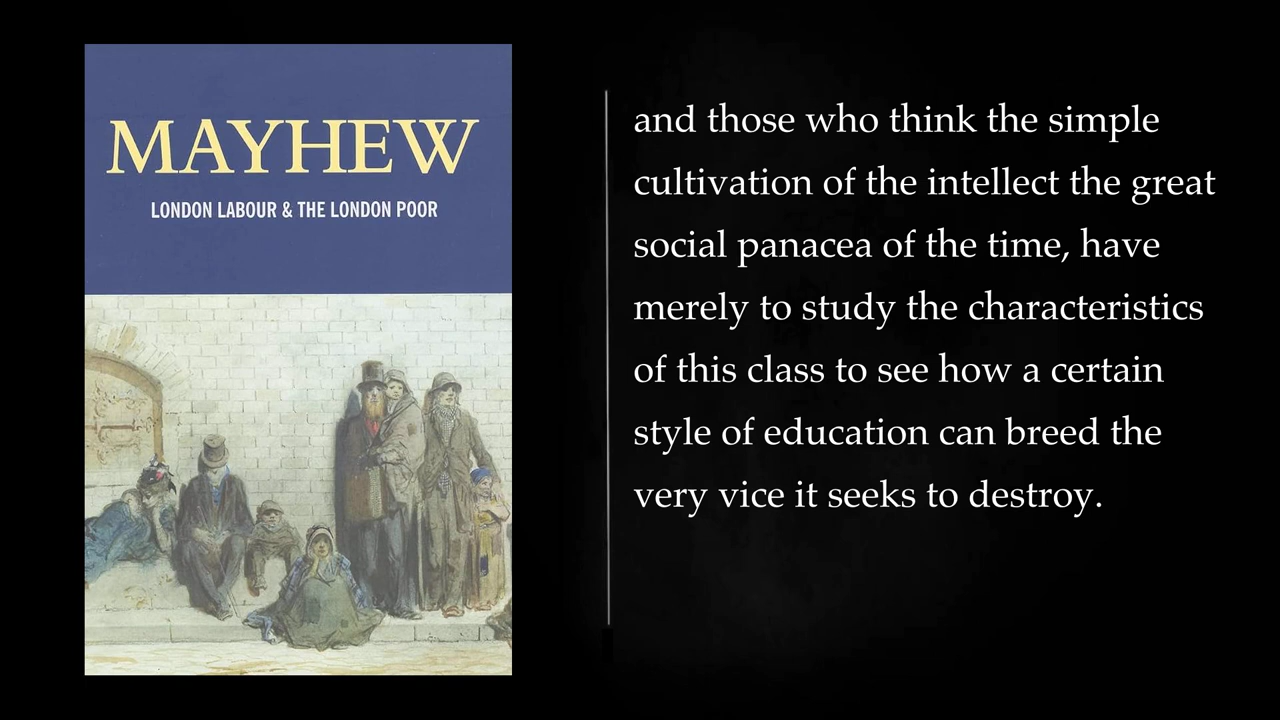 MAYHEW
LONDON LABOUR & THE LONDON POOR
and those who think the simple
cultivation of the intellect the great
social panacea of the time, have
merely to study the characteristics
of this class to see how a certain
style of education can breed the
very vice it seeks to destroy.